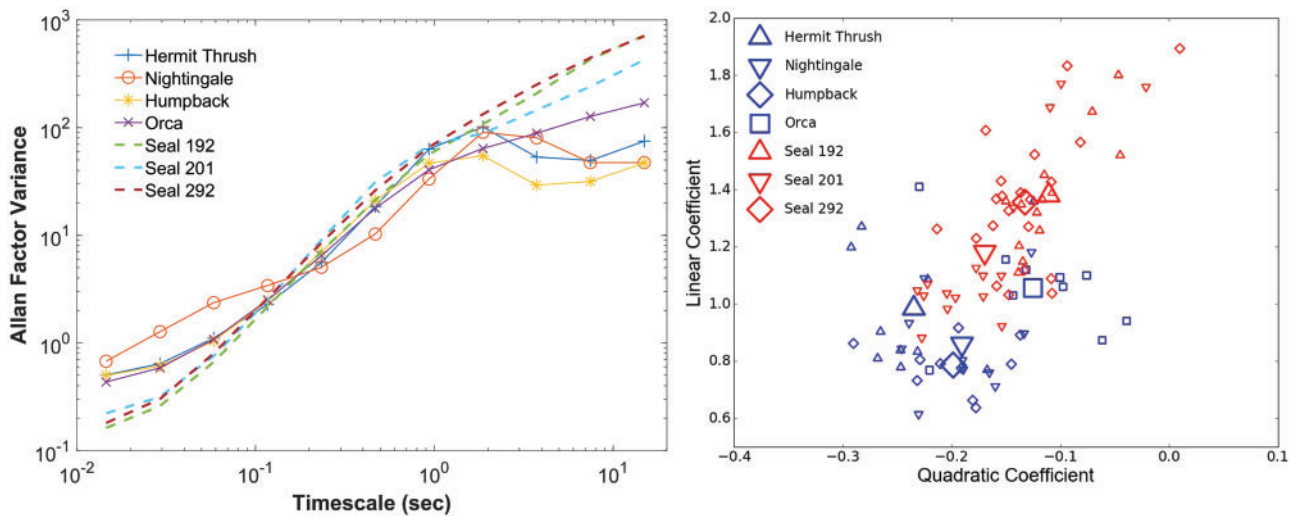 10^3
10^2
10^1
10^0
10^-1
Allan Factor Variance
Hermit Thrush
Nightingale
Humpback
Orca
Seal 192
Seal 201
Seal 292
10^-2
10^-1
10^0
10^1
Timescale (sec)
2.0
1.8
1.6
1.4
1.2
1.0
0.8
0.6
Linear Coefficient
Hermit Thrush
Nightingale
Humpback
Orca
Seal 192
Seal 201
Seal 292
−0.4
−0.3
−0.2
−0.1
0.0
0.1
Quadratic Coefficient